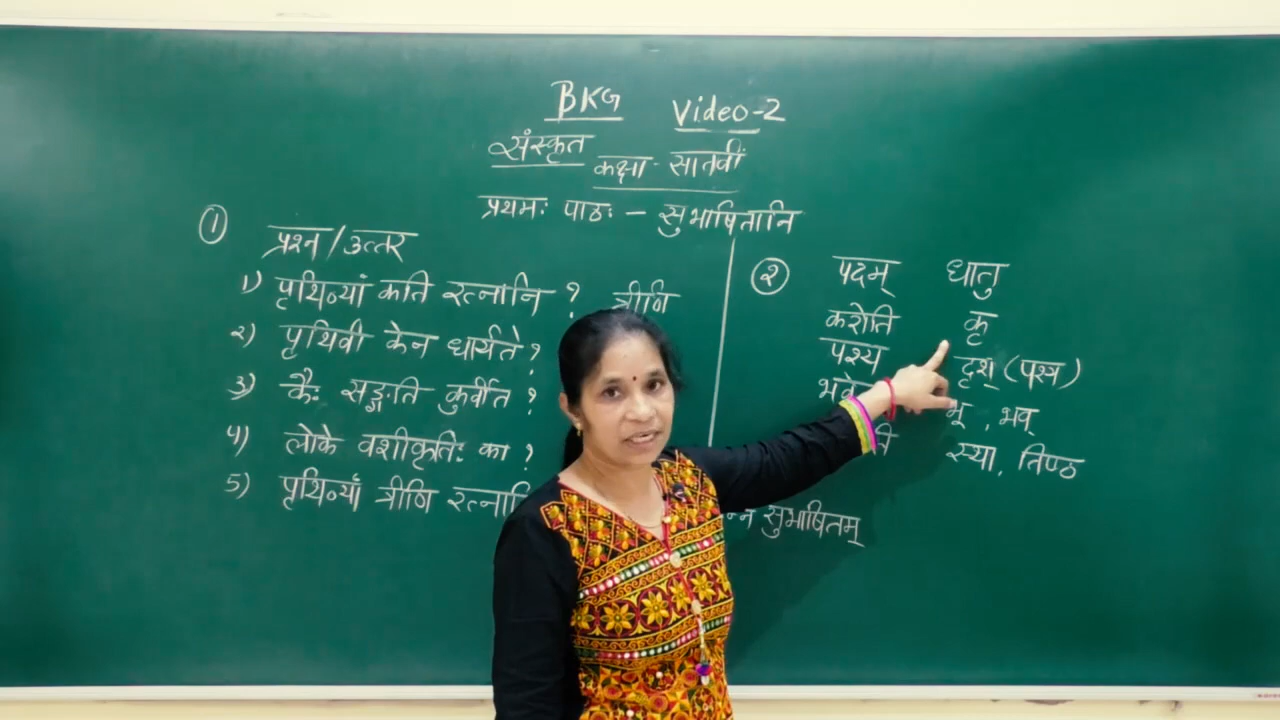 BKG Video-2
संस्कृत
कक्षा - सातवीं
प्रथमः पाठः - सुभाषितानि
① प्रश्न/उत्तर
१) पृथिव्यां कति रत्नानि ? त्रीणि
२) पृथिवी केन धार्यते ?
३) कैः सङ्गति कुर्वीत ?
४) लोके वशीकृतिः का ?
५) पृथिव्यां त्रीणि रत्नानि सुभाषितम्
② पदम् धातु
करोति कृ
पश्य दृश् (पश्य)
भवे भू, भव्
स्था, तिष्ठ